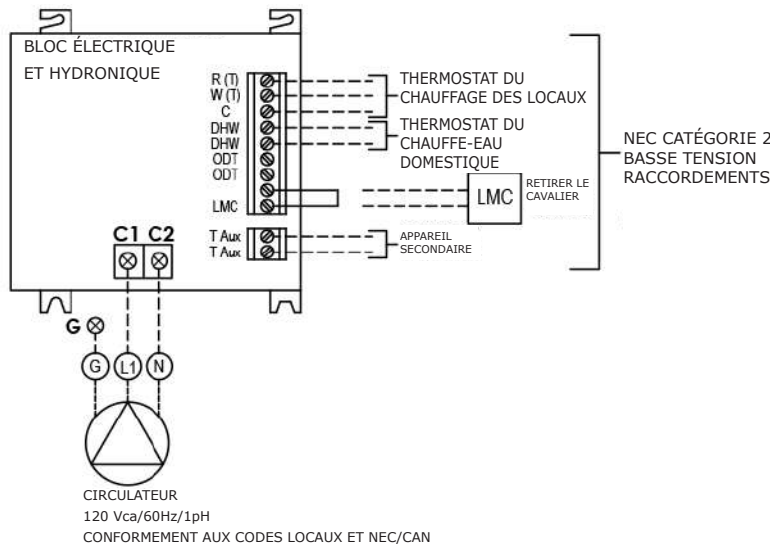 BLOC ÉLECTRIQUE
ET HYDRONIQUE
R (T)
W (T)
C
DHW
DHW
ODT
ODT
LMC
T Aux
T Aux
THERMOSTAT DU
CHAUFFAGE DES LOCAUX
THERMOSTAT DU
CHAUFFE-EAU
DOMESTIQUE
LMC
RETIRER LE
CAVALIER
APPAREIL
SECONDAIRE
NEC CATÉGORIE 2
BASSE TENSION
RACCORDEMENTS
C1 C2
G
G
L1
N
CIRCULATEUR
120 Vca/60Hz/1pH
CONFORMEMENT AUX CODES LOCAUX ET NEC/CAN